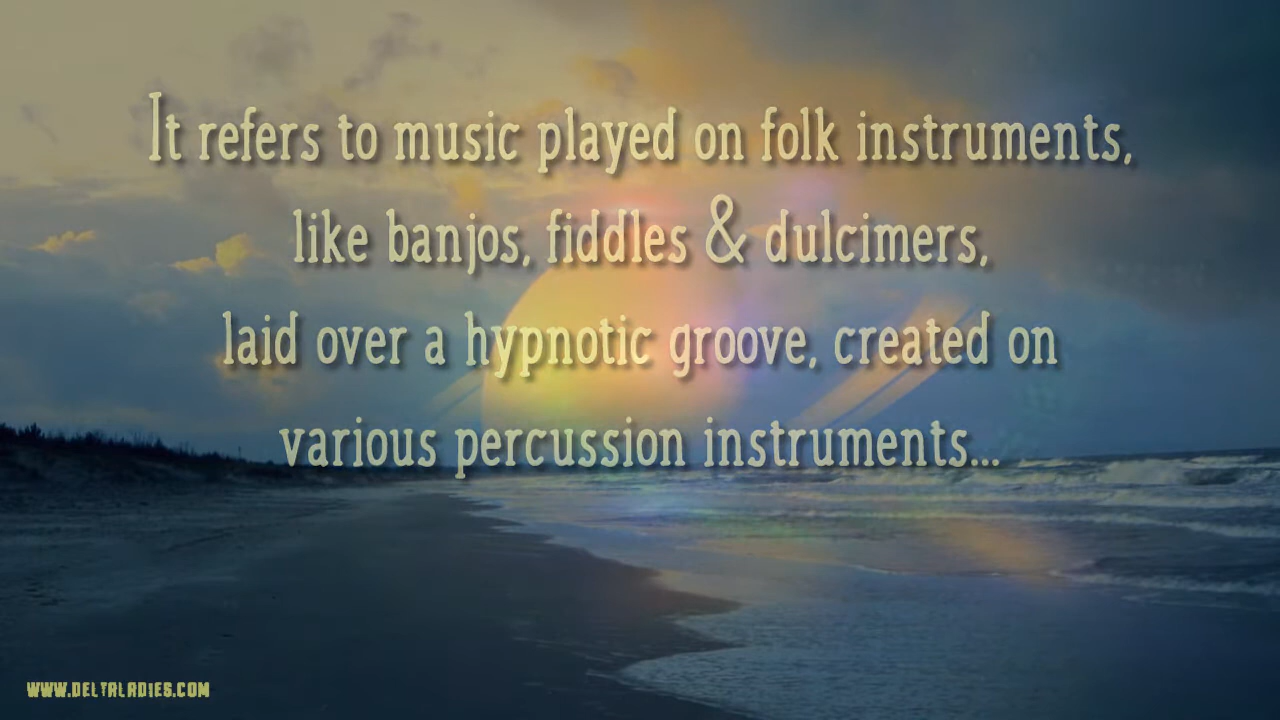 It refers to music played on folk instruments,
like banjos, fiddles & dulcimers,
laid over a hypnotic groove, created on
various percussion instruments...
WWW.DELTALADIES.COM